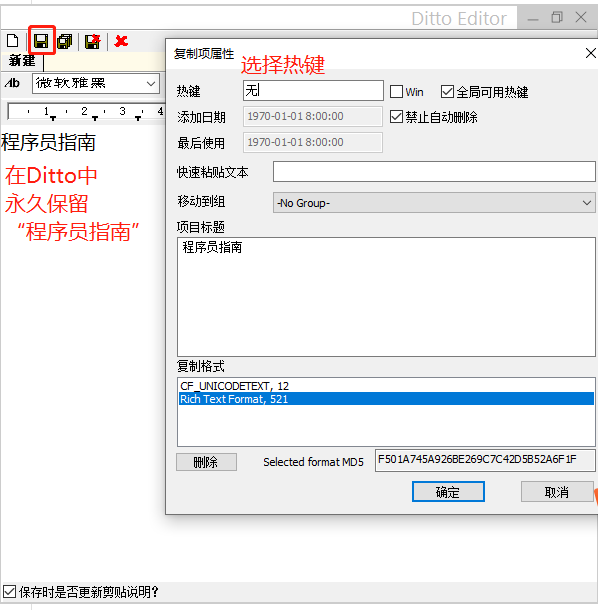 Ditto Editor
新建
Ab 微软雅黑
1 2 3 4
程序员指南
在Ditto中
永久保留
“程序员指南”
复制项属性
选择热键
热键 无 Win 全局可用热键
添加日期 1970-01-01 8:00:00 禁止自动删除
最后使用 1970-01-01 8:00:00
快速粘贴文本
移动到组 -No Group-
项目标题
程序员指南
复制格式
CF_UNICODETEXT, 12
Rich Text Format, 521
删除 Selected format MD5 F501A745A926BE269C7C42D5B52A6F1F
确定 取消
保存时是否更新剪贴说明?